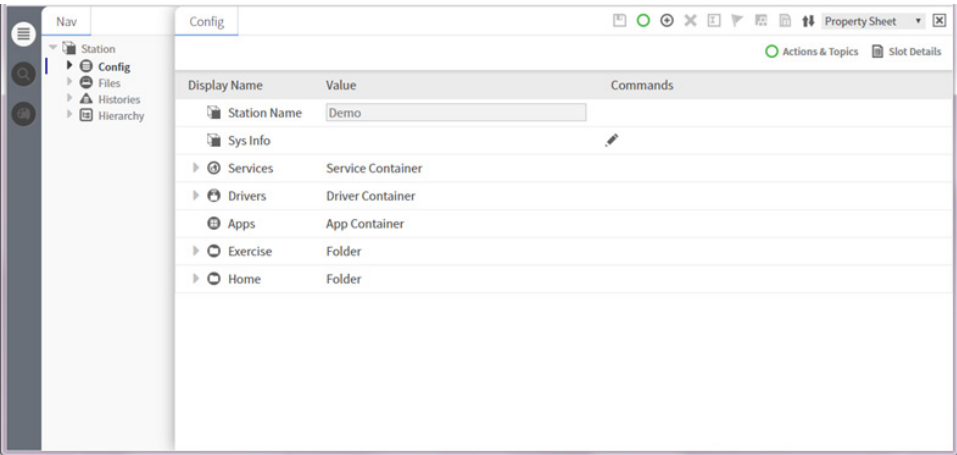 Nav
Station
Config
Files
Histories
Hierarchy
Config
Property Sheet
Actions & Topics Slot Details
Display Name Value Commands
Station Name Demo
Sys Info
Services Service Container
Drivers Driver Container
Apps App Container
Exercise Folder
Home Folder